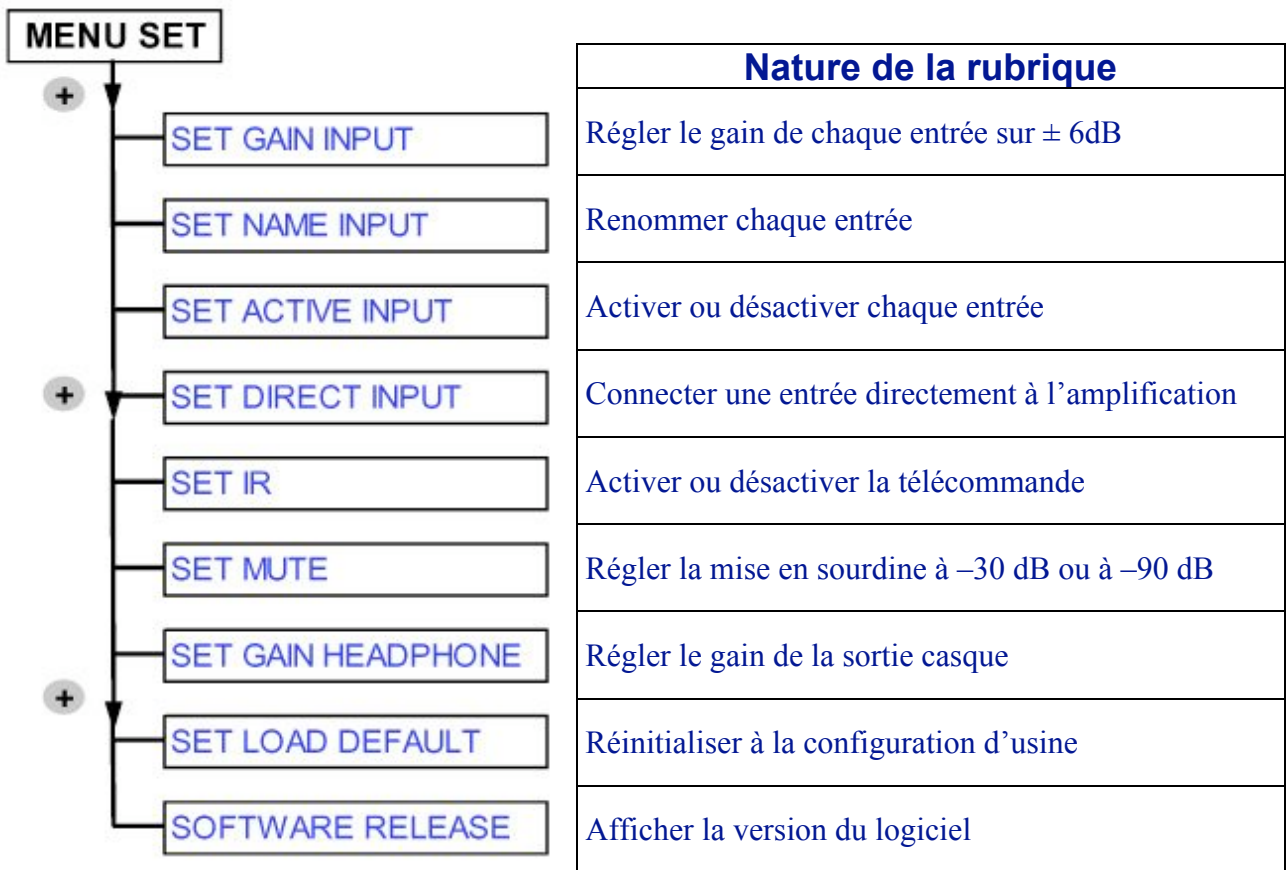 MENU SET
Nature de la rubrique
+
SET GAIN INPUT
Régler le gain de chaque entrée sur ± 6dB
SET NAME INPUT
Renommer chaque entrée
SET ACTIVE INPUT
Activer ou désactiver chaque entrée
+
SET DIRECT INPUT
Connecter une entrée directement à l’amplification
SET IR
Activer ou désactiver la télécommande
SET MUTE
Régler la mise en sourdine à –30 dB ou à –90 dB
SET GAIN HEADPHONE
Régler le gain de la sortie casque
+
SET LOAD DEFAULT
Réinitialiser à la configuration d’usine
SOFTWARE RELEASE
Afficher la version du logiciel